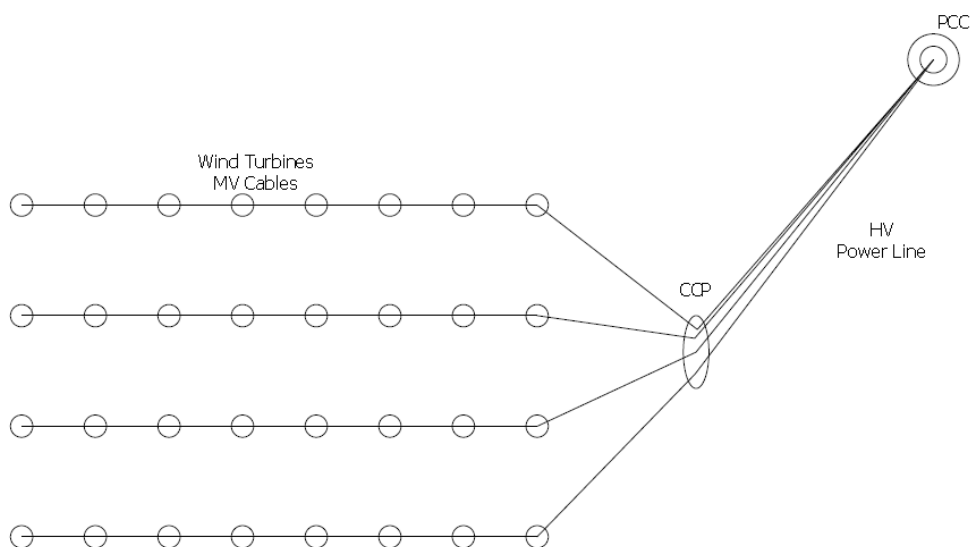 PCC
Wind Turbines
MV Cables
HV
Power Line
CCP